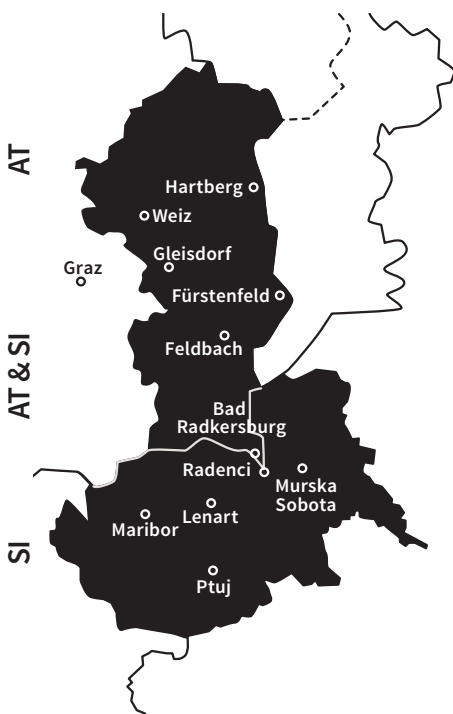 AT
Hartberg
Weiz
Gleisdorf
Graz
Fürstenfeld
AT & SI
Feldbach
Bad
Radkersburg
Radenci
Murska
Sobota
Lenart
Maribor
SI
Ptuj